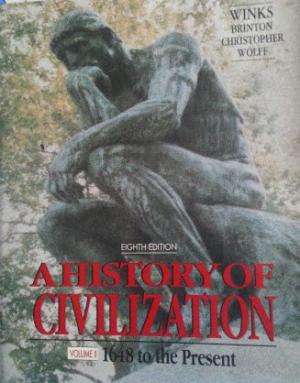 WINKS
BRINTON
CHRISTOPHER
WOLFF
EIGHTH EDITION
A HISTORY OF
CIVILIZATION
VOLUME II 1648 to the Present